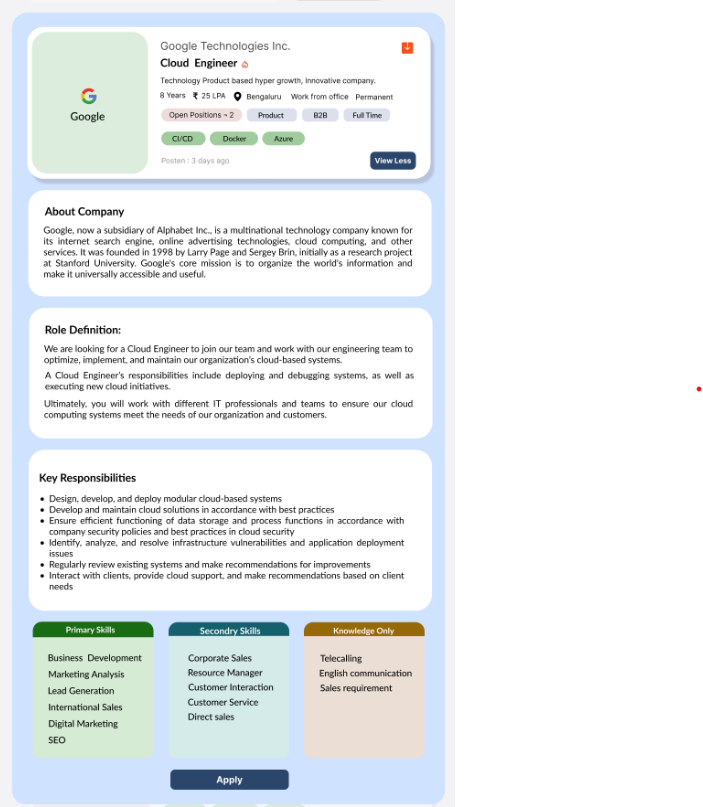 Google Technologies Inc.
Cloud Engineer
Technology Product based hyper growth, Innovative company.
8 Years ₹ 25 LPA Bengaluru Work from office Permanent
Google
Open Positions ~ 2 Product B2B Full Time
CI/CD Docker Azure
Posten : 3 days ago View Less
About Company
Google, now a subsidiary of Alphabet Inc., is a multinational technology company known for
its internet search engine, online advertising technologies, cloud computing, and other
services. It was founded in 1998 by Larry Page and Sergey Brin, initially as a research project
at Stanford University. Google's core mission is to organize the world's information and
make it universally accessible and useful.
Role Definition:
We are looking for a Cloud Engineer to join our team and work with our engineering team to
optimize, implement, and maintain our organization's cloud-based systems.
A Cloud Engineer's responsibilities include deploying and debugging systems, as well as
executing new cloud initiatives.
Ultimately, you will work with different IT professionals and teams to ensure our cloud
computing systems meet the needs of our organization and customers.
Key Responsibilities
• Design, develop, and deploy modular cloud-based systems
• Develop and maintain cloud solutions in accordance with best practices
• Ensure efficient functioning of data storage and process functions in accordance with
company security policies and best practices in cloud security
• Identify, analyze, and resolve infrastructure vulnerabilities and application deployment
issues
• Regularly review existing systems and make recommendations for improvements
• Interact with clients, provide cloud support, and make recommendations based on client
needs
Primary Skills
Business Development
Marketing Analysis
Lead Generation
International Sales
Digital Marketing
SEO
Secondry Skills
Corporate Sales
Resource Manager
Customer Interaction
Customer Service
Direct sales
Knowledge Only
Telecalling
English communication
Sales requirement
Apply